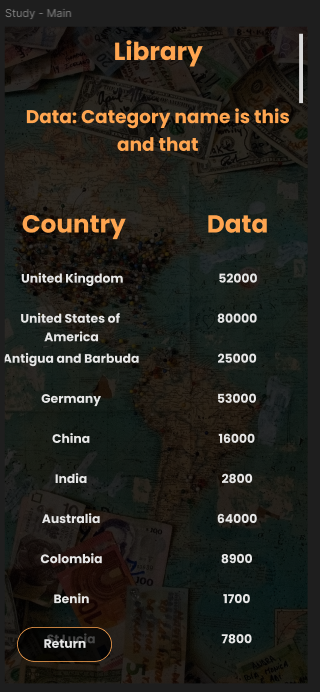 Study - Main
Library
Data: Category name is this
and that
Country Data
United Kingdom 52000
United States of 80000
America
Antigua and Barbuda 25000
Germany 53000
China 16000
India 2800
Australia 64000
Colombia 8900
Benin 1700
St Lucia 7800
Return